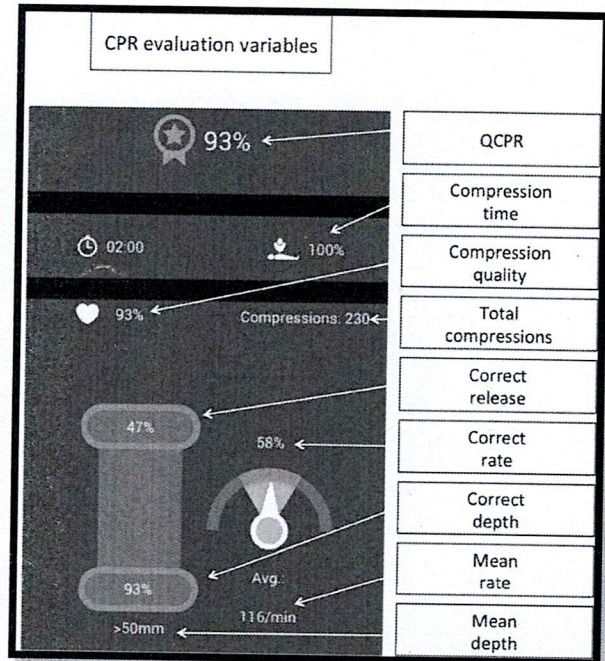 CPR evaluation variables
93%
QCPR
Compression
time
02:00
100%
Compression
quality
93%
Compressions: 230
Total
compressions
Correct
release
47%
58%
Correct
rate
Correct
depth
93%
Avg.:
116/min
Mean
rate
>50mm
Mean
depth